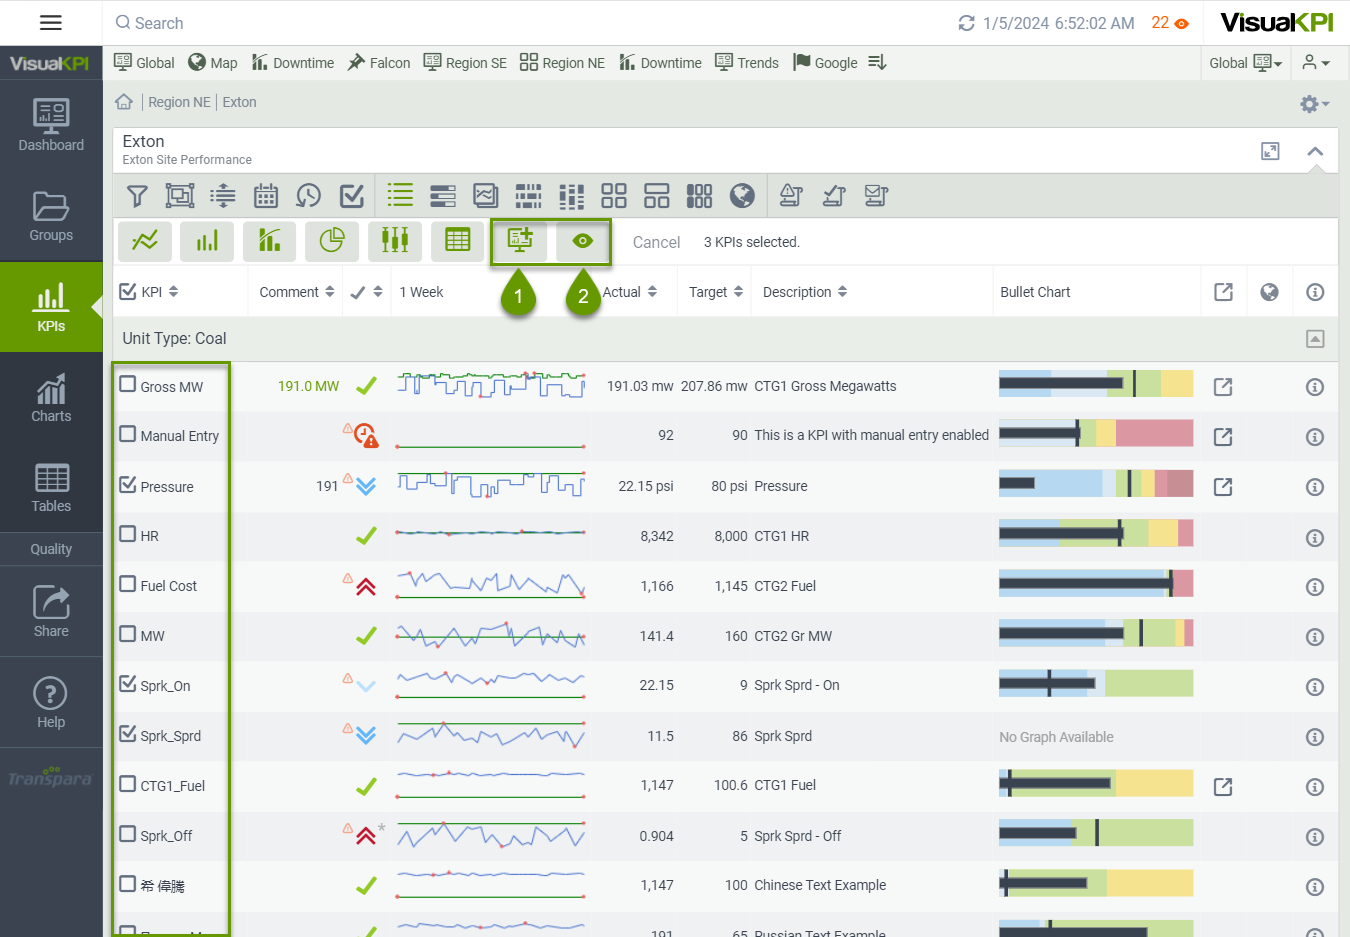 Search
1/5/2024 6:52:02 AM
22
VisualKPI
VisualKPI
Global
Map
Downtime
Falcon
Region SE
Region NE
Downtime
Trends
Google
Global
Region NE | Exton
Exton
Exton Site Performance
Dashboard
Groups
KPIs
Charts
Tables
Quality
Share
Help
Transpara
Cancel
3 KPIs selected.
1
2
KPI Comment 1 Week Actual Target Description Bullet Chart
Unit Type: Coal
Gross MW 191.0 MW 191.03 mw 207.86 mw CTG1 Gross Megawatts
Manual Entry 92 90 This is a KPI with manual entry enabled
Pressure 191 22.15 psi 80 psi Pressure
HR 8,342 8,000 CTG1 HR
Fuel Cost 1,166 1,145 CTG2 Fuel
MW 141.4 160 CTG2 Gr MW
Sprk_On 22.15 9 Sprk Sprd - On
Sprk_Sprd 11.5 86 Sprk Sprd No Graph Available
CTG1_Fuel 1,147 100.6 CTG1 Fuel
Sprk_Off * 0.904 5 Sprk Sprd - Off
希 偉騰 1,147 100 Chinese Text Example
191 65 Russian Text Example